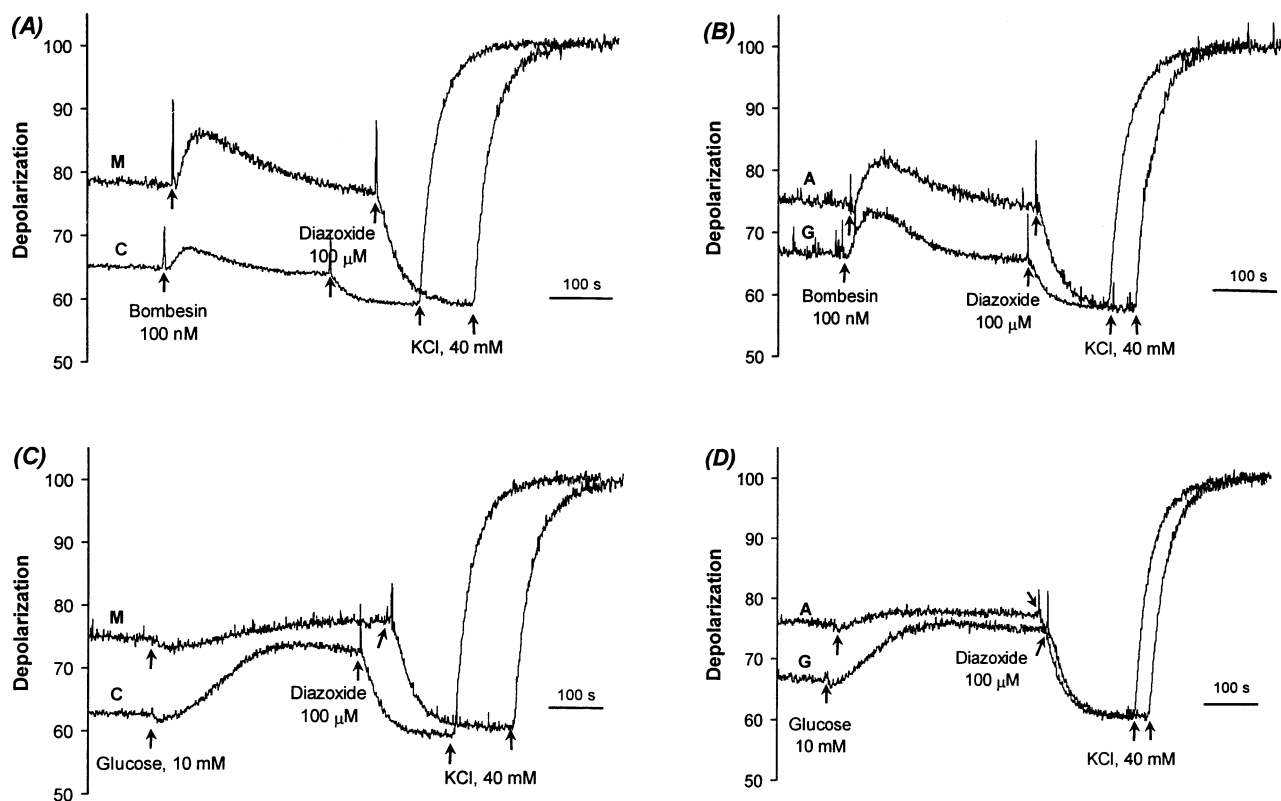 (A)
100
90
80
70
60
50
Depolarization
M
C
Bombesin
100 nM
Diazoxide
100 µM
KCl, 40 mM
100 s
(B)
100
90
80
70
60
50
Depolarization
A
G
Bombesin
100 nM
Diazoxide
100 µM
KCl, 40 mM
100 s
(C)
100
90
80
70
60
50
Depolarization
M
C
Glucose, 10 mM
Diazoxide
100 µM
KCl, 40 mM
100 s
(D)
100
90
80
70
60
50
Depolarization
A
G
Glucose
10 mM
Diazoxide
100 µM
KCl, 40 mM
100 s